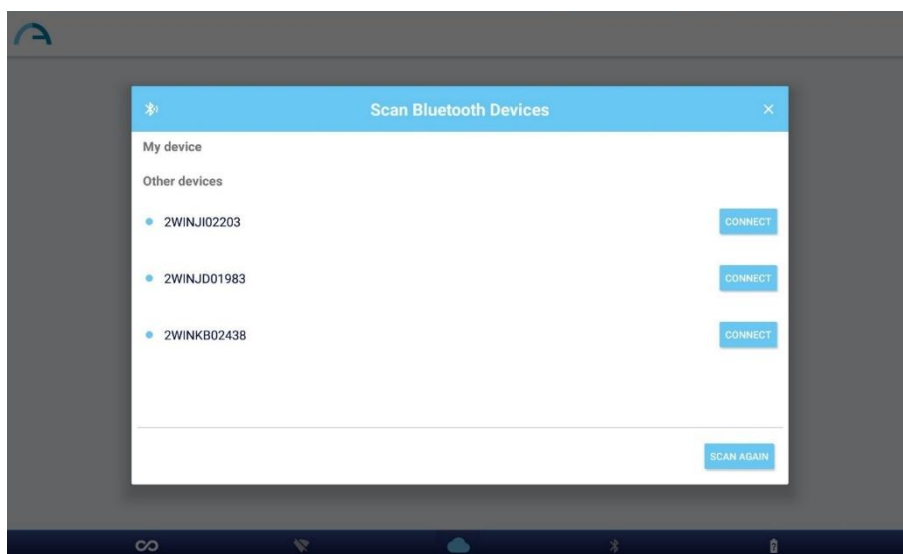 Scan Bluetooth Devices
My device
Other devices
2WINJI02203 CONNECT
2WINJD01983 CONNECT
2WINKB02438 CONNECT
SCAN AGAIN